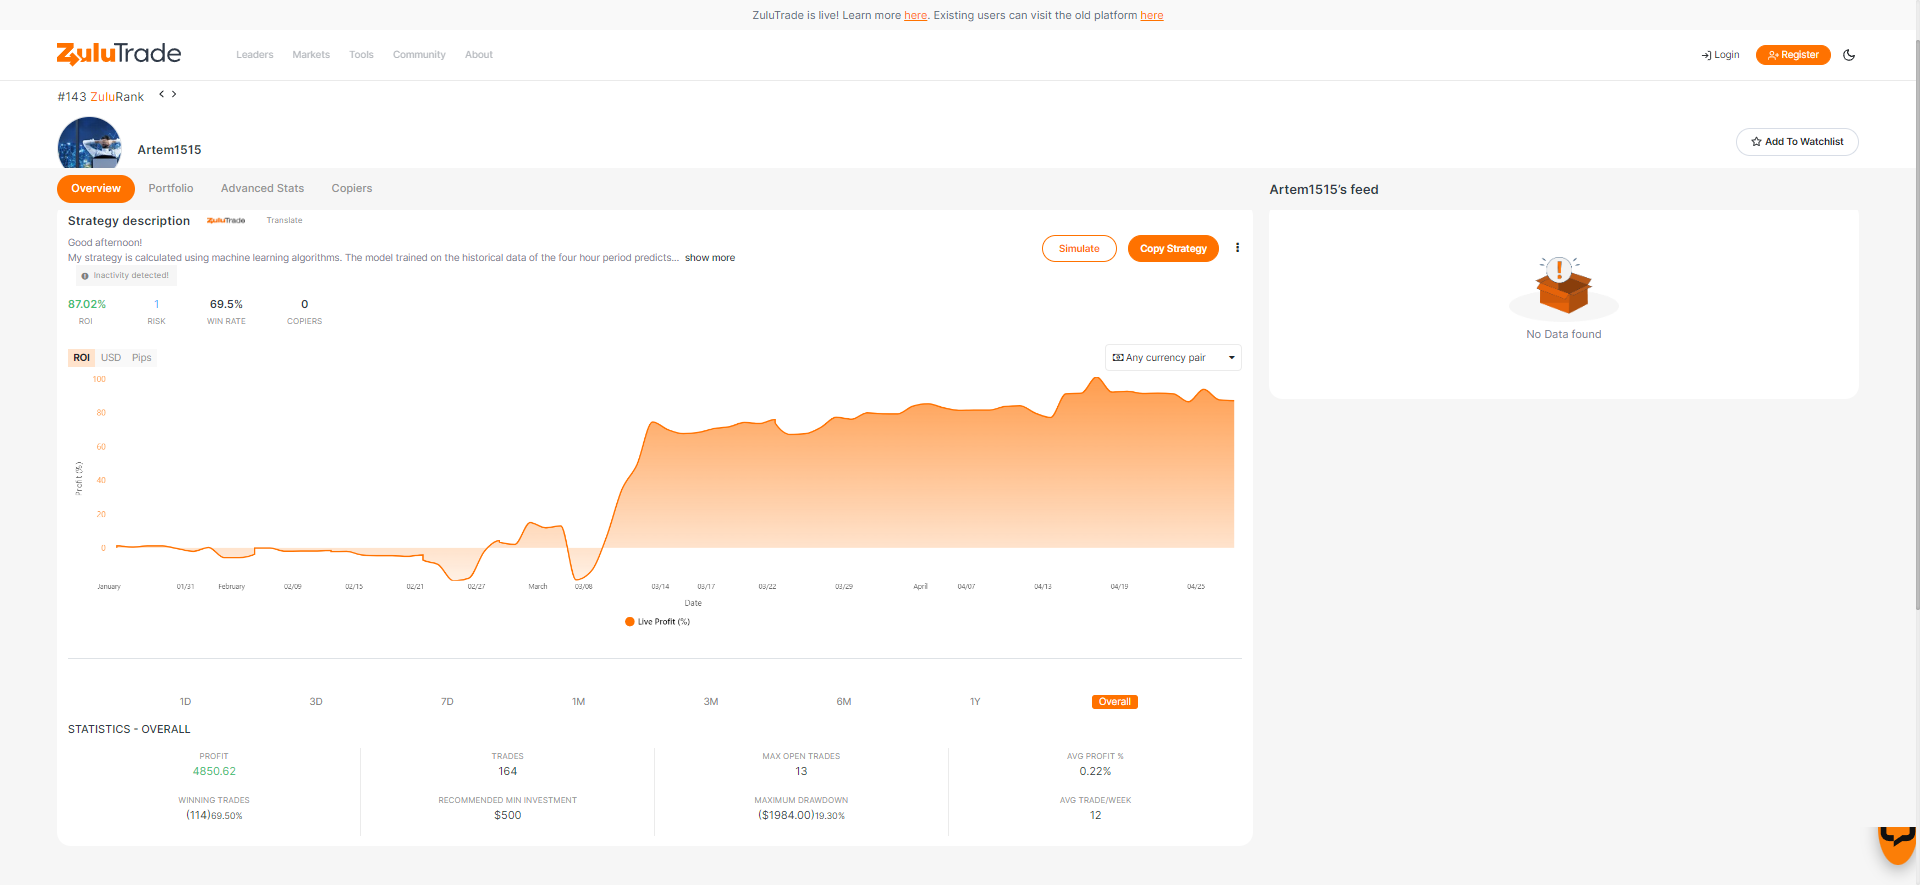 ZuluTrade is live! Learn more here. Existing users can visit the old platform here
ZuluTrade
Leaders Markets Tools Community About
Login Register
#143 ZuluRank < >
Artem1515
Add To Watchlist
Overview Portfolio Advanced Stats Copiers
Artem1515's feed
Strategy description ZuluTrade Translate
Good afternoon!
My strategy is calculated using machine learning algorithms. The model trained on the historical data of the four hour period predicts... show more
Inactivity detected!
Simulate Copy Strategy
87.02% 1 69.5% 0
ROI RISK WIN RATE COPIERS
No Data found
ROI USD Pips
Any currency pair
100
80
60
40
20
0
Profit (%)
January 01/31 February 02/09 02/15 02/21 02/27 March 03/08 03/14 03/17 03/22 03/29 April 04/07 04/13 04/19 04/25
Date
Live Profit (%)
1D 3D 7D 1M 3M 6M 1Y Overall
STATISTICS - OVERALL
PROFIT TRADES MAX OPEN TRADES AVG PROFIT %
4850.62 164 13 0.22%
WINNING TRADES RECOMMENDED MIN INVESTMENT MAXIMUM DRAWDOWN AVG TRADE/WEEK
(114)69.50% $500 ($1984.00)19.30% 12